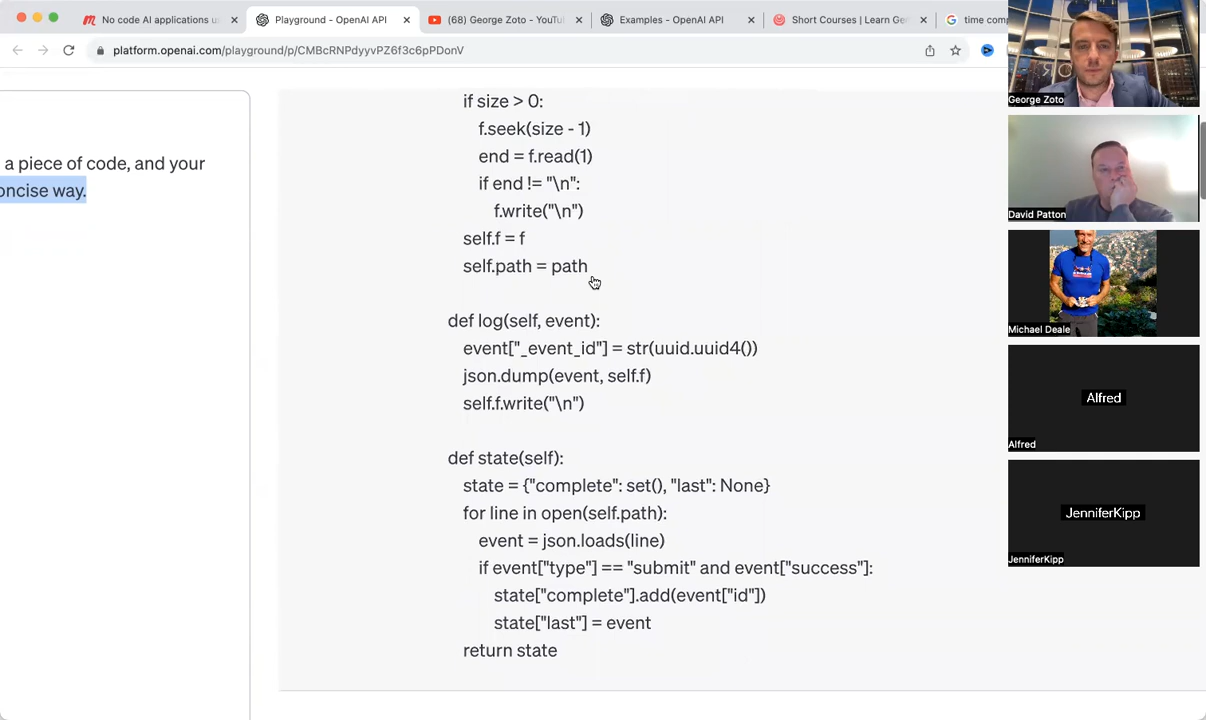 No code AI applications us
Playground - OpenAI API
(68) George Zoto - YouTu
Examples - OpenAI API
Short Courses | Learn Ge
time comp
platform.openai.com/playground/p/CMBcRNPdyyvPZ6f3c6pPDonV
a piece of code, and your
oncise way.
if size > 0:
f.seek(size - 1)
end = f.read(1)
if end != "\n":
f.write("\n")
self.f = f
self.path = path
def log(self, event):
event["_event_id"] = str(uuid.uuid4())
json.dump(event, self.f)
self.f.write("\n")
def state(self):
state = {"complete": set(), "last": None}
for line in open(self.path):
event = json.loads(line)
if event["type"] == "submit" and event["success"]:
state["complete"].add(event["id"])
state["last"] = event
return state
George Zoto
David Patton
Michael Deale
Alfred
Alfred
JenniferKipp
JenniferKipp